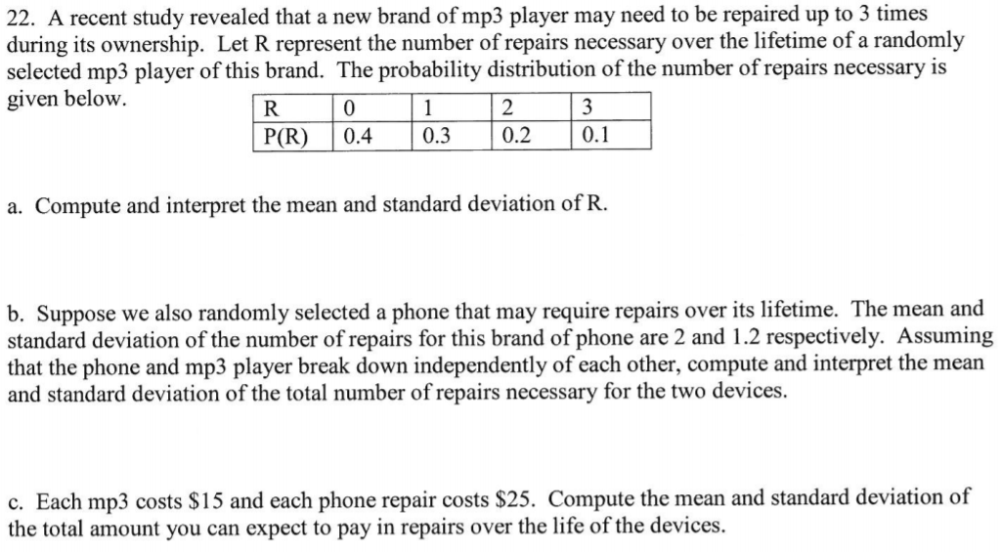 22. A recent study revealed that a new brand of mp3 player may need to be repaired up to 3 times
during its ownership. Let R represent the number of repairs necessary over the lifetime of a randomly
selected mp3 player of this brand. The probability distribution of the number of repairs necessary is
given below.
R 0 1 2 3
P(R) 0.4 0.3 0.2 0.1
a. Compute and interpret the mean and standard deviation of R.
b. Suppose we also randomly selected a phone that may require repairs over its lifetime. The mean and
standard deviation of the number of repairs for this brand of phone are 2 and 1.2 respectively. Assuming
that the phone and mp3 player break down independently of each other, compute and interpret the mean
and standard deviation of the total number of repairs necessary for the two devices.
c. Each mp3 costs $15 and each phone repair costs $25. Compute the mean and standard deviation of
the total amount you can expect to pay in repairs over the life of the devices.